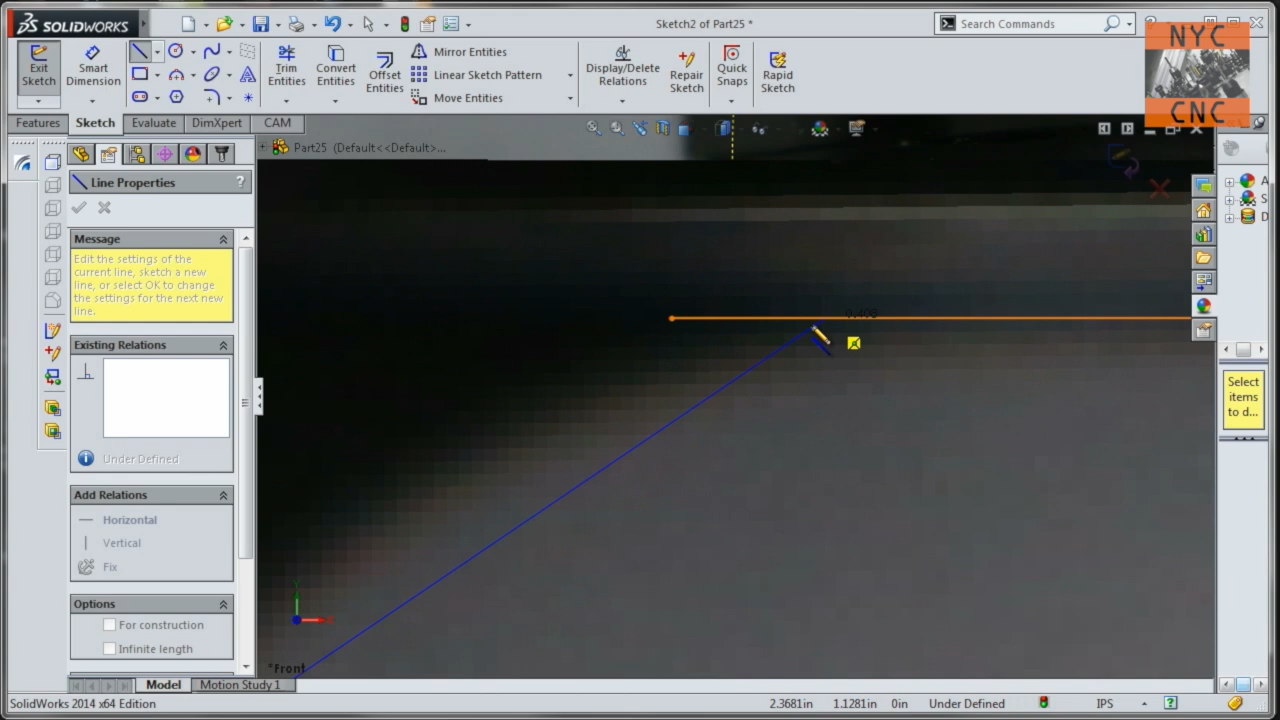 SOLIDWORKS
Sketch2 of Part25 *
Search Commands
NYC
CNC
Exit
Sketch
Smart
Dimension
Trim
Entities
Convert
Entities
Offset
Entities
Mirror Entities
Linear Sketch Pattern
Move Entities
Display/Delete
Relations
Repair
Sketch
Quick
Snaps
Rapid
Sketch
Features
Sketch
Evaluate
DimXpert
CAM
Part25 (Default<<Default>...
Line Properties
?
Message
Edit the settings of the
current line, sketch a new
line, or select OK to change
the settings for the next new
line.
Existing Relations
Under Defined
Add Relations
Horizontal
Vertical
Fix
Options
For construction
Infinite length
*Front
Select
items
to d...
A
S
D
Model
Motion Study 1
SolidWorks 2014 x64 Edition
2.3681in
1.1281in
0in
Under Defined
IPS
?